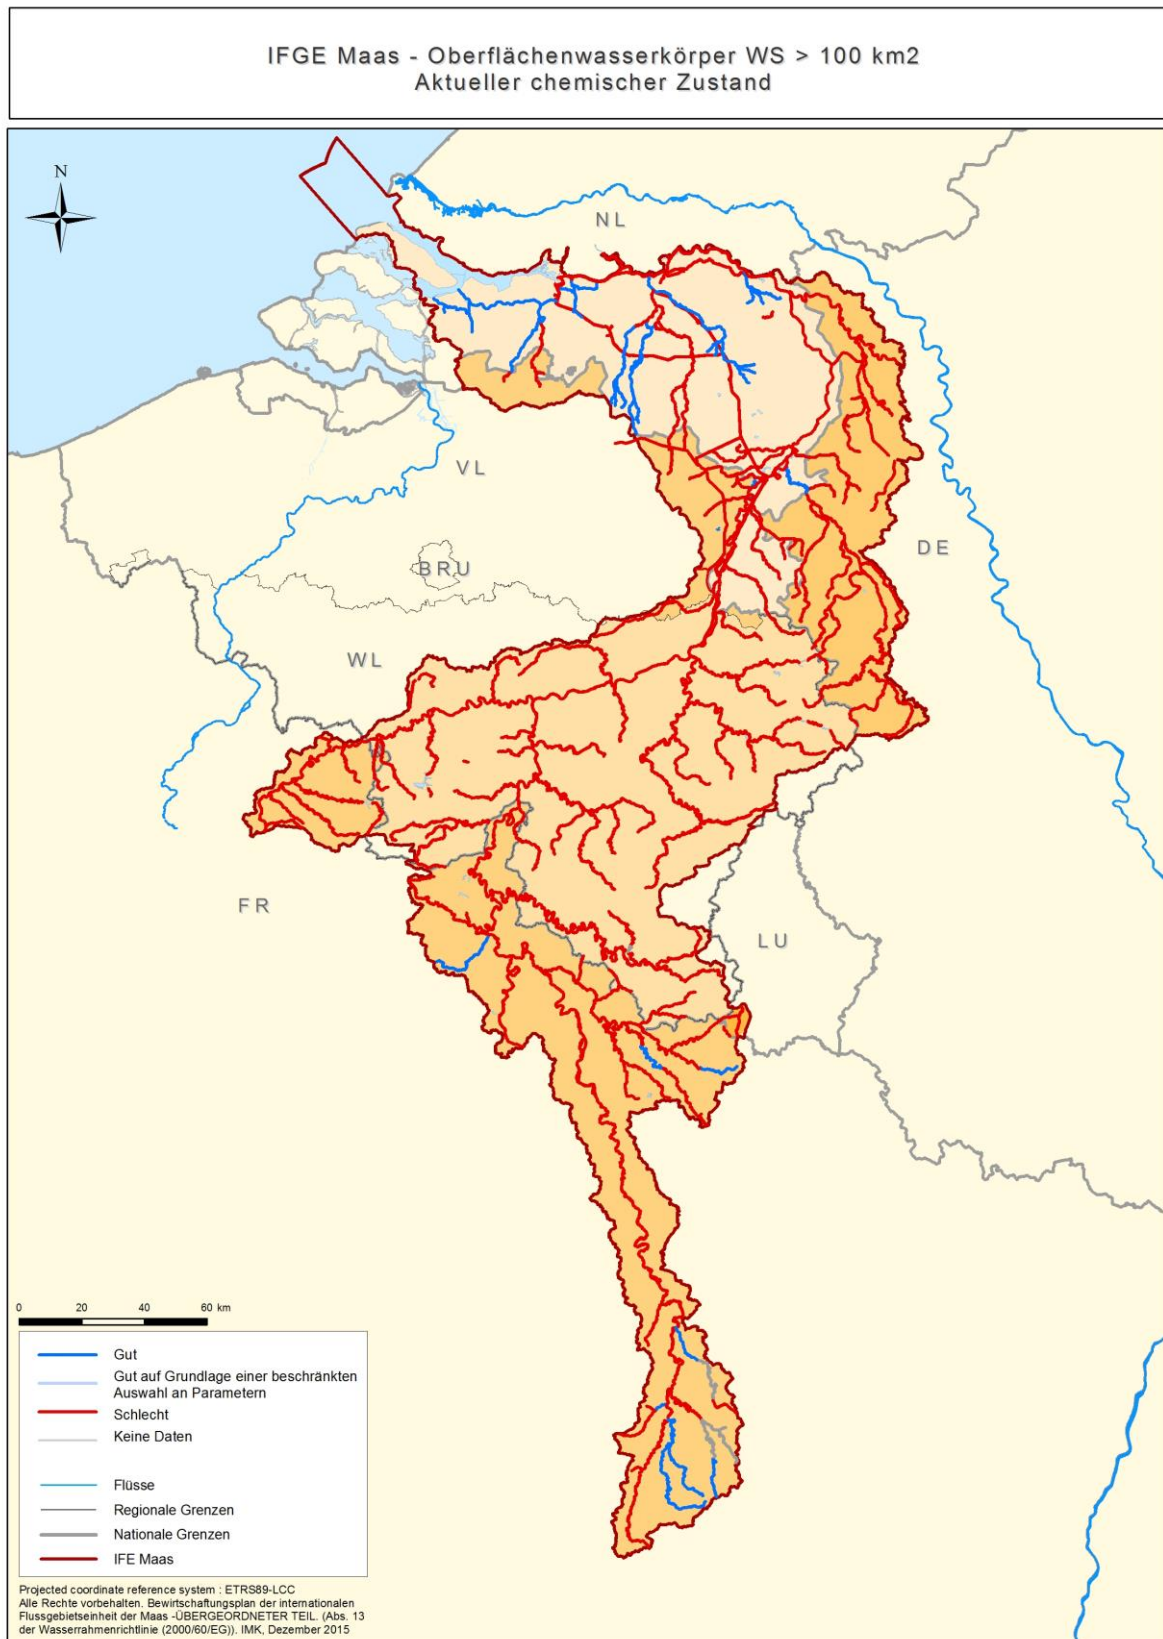 IFGE Maas - Oberflächenwasserkörper WS > 100 km2
Aktueller chemischer Zustand
N
NL
VL
BRU
DE
WL
FR
LU
0 20 40 60 km
Gut
Gut auf Grundlage einer beschränkten
Auswahl an Parametern
Schlecht
Keine Daten
Flüsse
Regionale Grenzen
Nationale Grenzen
IFE Maas
Projected coordinate reference system : ETRS89-LCC
Alle Rechte vorbehalten. Bewirtschaftungsplan der internationalen
Flussgebietseinheit der Maas -ÜBERGEORDNETER TEIL. (Abs. 13
der Wasserrahmenrichtlinie (2000/60/EG)). IMK, Dezember 2015